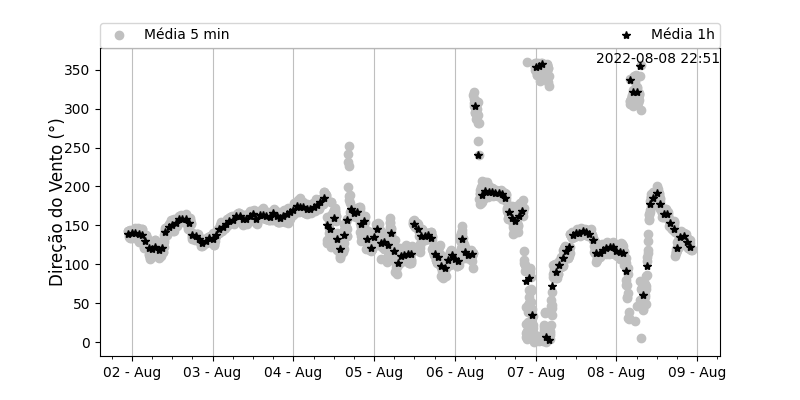 Média 5 min
Média 1h
2022-08-08 22:51
Direção do Vento (°)
350
300
250
200
150
100
50
0
02 - Aug
03 - Aug
04 - Aug
05 - Aug
06 - Aug
07 - Aug
08 - Aug
09 - Aug